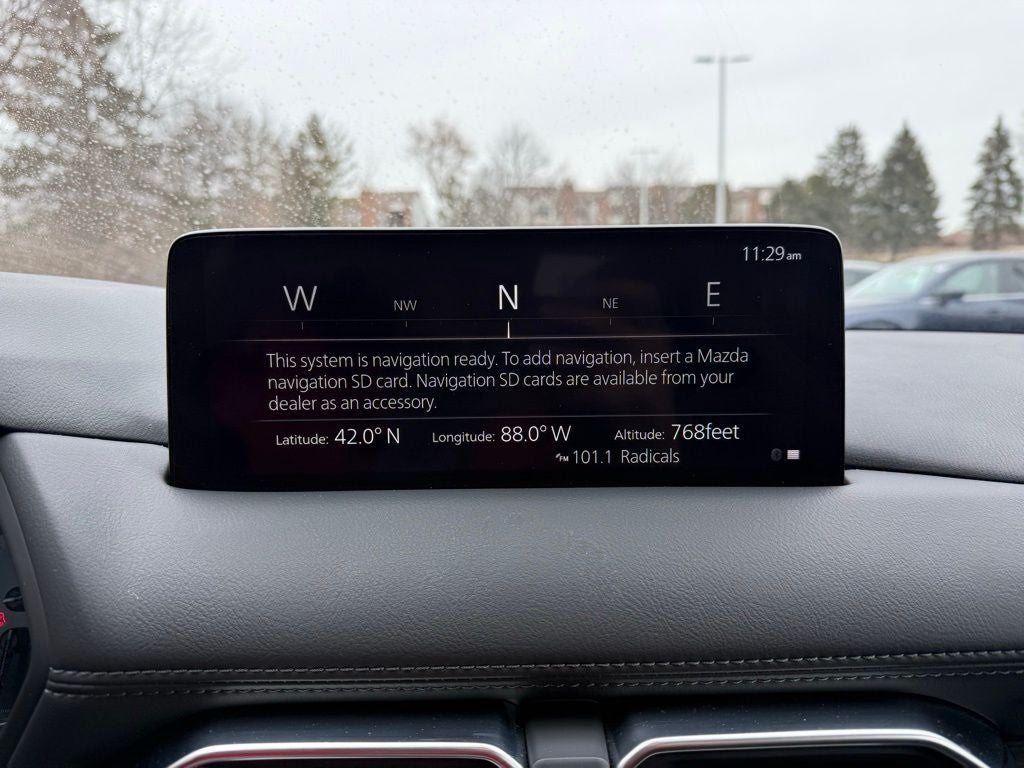 11:29am
W NW N NE E
This system is navigation ready. To add navigation, insert a Mazda
navigation SD card. Navigation SD cards are available from your
dealer as an accessory.
Latitude: 42.0° N Longitude: 88.0° W Altitude: 768feet
FM 101.1 Radicals